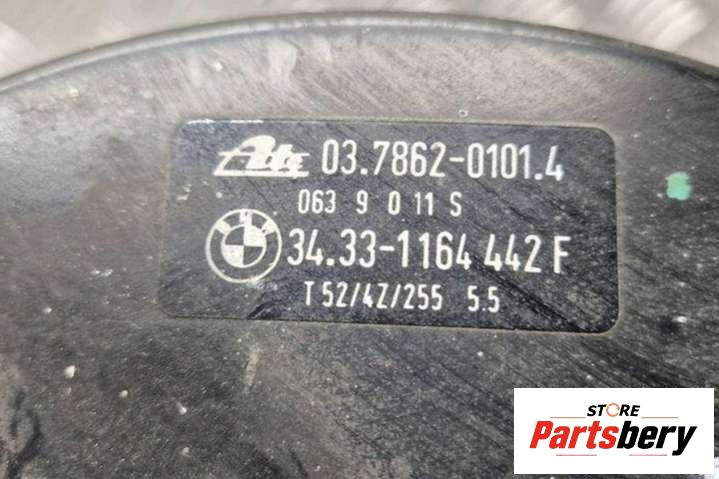 Ate 03.7862-0101.4
063 9 0 11 S
34.33-1164 442 F
T 52/4Z/255 5.5
STORE
Partsbery